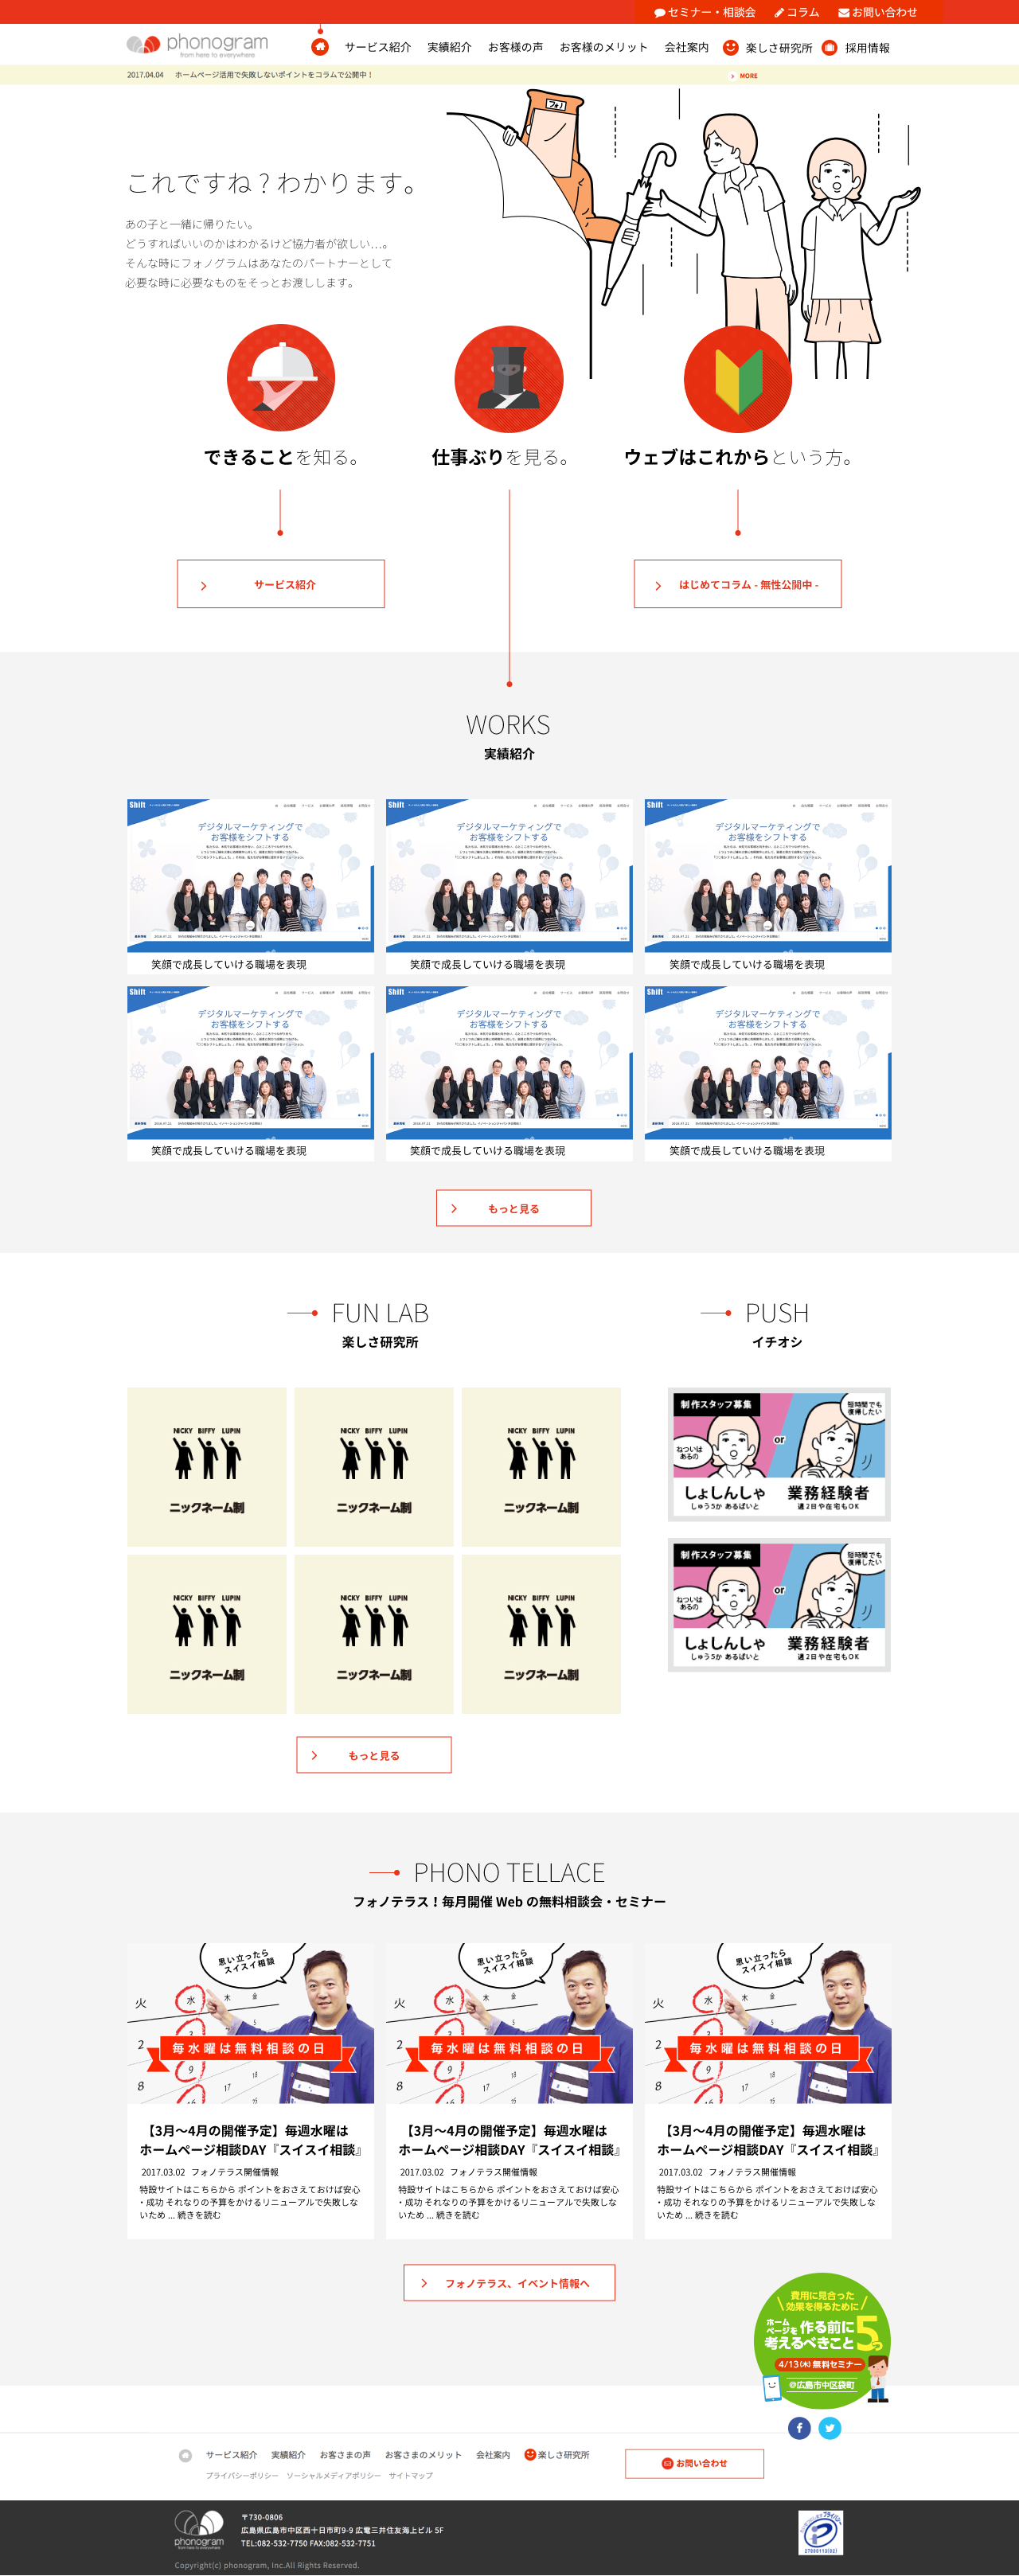 セミナー・相談会 コラム お問い合わせ
phonogram
from here to everywhere
サービス紹介 実績紹介 お客様の声 お客様のメリット 会社案内 楽しさ研究所 採用情報
2017.04.04 ホームページ活用で失敗しないポイントをコラムで公開中！ MORE
フォノ
これですね？わかります。
あの子と一緒に帰りたい。
どうすればいいのかはわかるけど協力者が欲しい…。
そんな時にフォノグラムはあなたのパートナーとして
必要な時に必要なものをそっとお渡しします。
できることを知る。 仕事ぶりを見る。 ウェブはこれからという方。
サービス紹介 はじめてコラム - 無性公開中 -
WORKS
実績紹介
Shift Shift Shift
デジタルマーケティングで デジタルマーケティングで デジタルマーケティングで
お客様をシフトする お客様をシフトする お客様をシフトする
笑顔で成長していける職場を表現 笑顔で成長していける職場を表現 笑顔で成長していける職場を表現
Shift Shift Shift
デジタルマーケティングで デジタルマーケティングで デジタルマーケティングで
お客様をシフトする お客様をシフトする お客様をシフトする
笑顔で成長していける職場を表現 笑顔で成長していける職場を表現 笑顔で成長していける職場を表現
もっと見る
FUN LAB
楽しさ研究所
NICKY BIFFY LUPIN NICKY BIFFY LUPIN NICKY BIFFY LUPIN
ニックネーム制 ニックネーム制 ニックネーム制
NICKY BIFFY LUPIN NICKY BIFFY LUPIN NICKY BIFFY LUPIN
ニックネーム制 ニックネーム制 ニックネーム制
もっと見る
PUSH
イチオシ
制作スタッフ募集
短時間でも
復帰したい
or
ねついは
あるの
しょしんしゃ 業務経験者
しゅう5か あるばいと 週2日や在宅もOK
制作スタッフ募集
短時間でも
復帰したい
or
ねついは
あるの
しょしんしゃ 業務経験者
しゅう5か あるばいと 週2日や在宅もOK
PHONO TELLACE
フォノテラス！毎月開催 Web の無料相談会・セミナー
思い立ったら 思い立ったら 思い立ったら
スイスイ相談 スイスイ相談 スイスイ相談
火 水 木 金 火 水 木 金 火 水 木 金
2 2 2
毎水曜は無料相談の日 毎水曜は無料相談の日 毎水曜は無料相談の日
8 9 17 18 8 9 17 18 8 9 17 18
【3月～4月の開催予定】毎週水曜は 【3月～4月の開催予定】毎週水曜は 【3月～4月の開催予定】毎週水曜は
ホームページ相談DAY『スイスイ相談』 ホームページ相談DAY『スイスイ相談』 ホームページ相談DAY『スイスイ相談』
2017.03.02 フォノテラス開催情報 2017.03.02 フォノテラス開催情報 2017.03.02 フォノテラス開催情報
特設サイトはこちらから ポイントをおさえておけば安心 特設サイトはこちらから ポイントをおさえておけば安心 特設サイトはこちらから ポイントをおさえておけば安心
・成功 それなりの予算をかけるリニューアルで失敗しな ・成功 それなりの予算をかけるリニューアルで失敗しな ・成功 それなりの予算をかけるリニューアルで失敗しな
いため ... 続きを読む いため ... 続きを読む いため ... 続きを読む
フォノテラス、イベント情報へ
費用に見合った
効果を得るために
ホームページを作る前に
考えるべきこと5つ
4/13(木) 無料セミナー
@広島市中区袋町
サービス紹介 実績紹介 お客さまの声 お客さまのメリット 会社案内 楽しさ研究所
お問い合わせ
プライバシーポリシー ソーシャルメディアポリシー サイトマップ
phonogram
from here to everywhere
〒730-0806
広島県広島市中区西十日市町9-9 広電三井住友海上ビル 5F
TEL:082-532-7750 FAX:082-532-7751
Copyright(c) phonogram, Inc.All Rights Reserved.